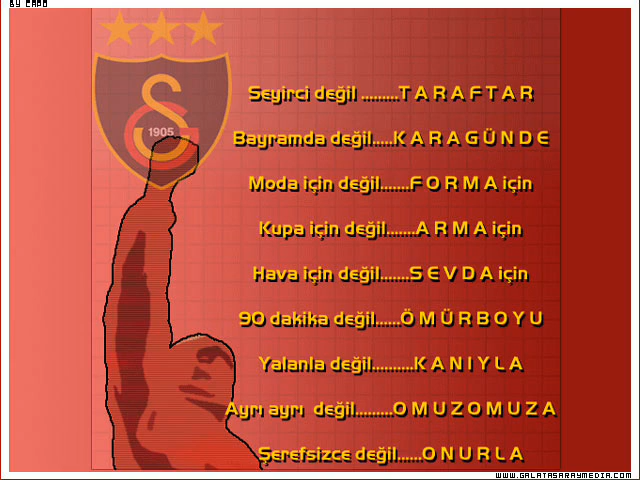 BY CAPO
1905
Seyirci değil .........T A R A F T A R
Bayramda değil.....K A R A G Ü N D E
Moda için değil.......F O R M A için
Kupa için değil.......A R M A için
Hava için değil.......S E V D A için
90 dakika değil......Ö M Ü R B O Y U
Yalanla değil..........K A N I Y L A
Ayrı ayrı  değil.........O M U Z O M U Z A
Şerefsizce değil......O N U R L A
WWW.GALATASARAYMEDIA.COM